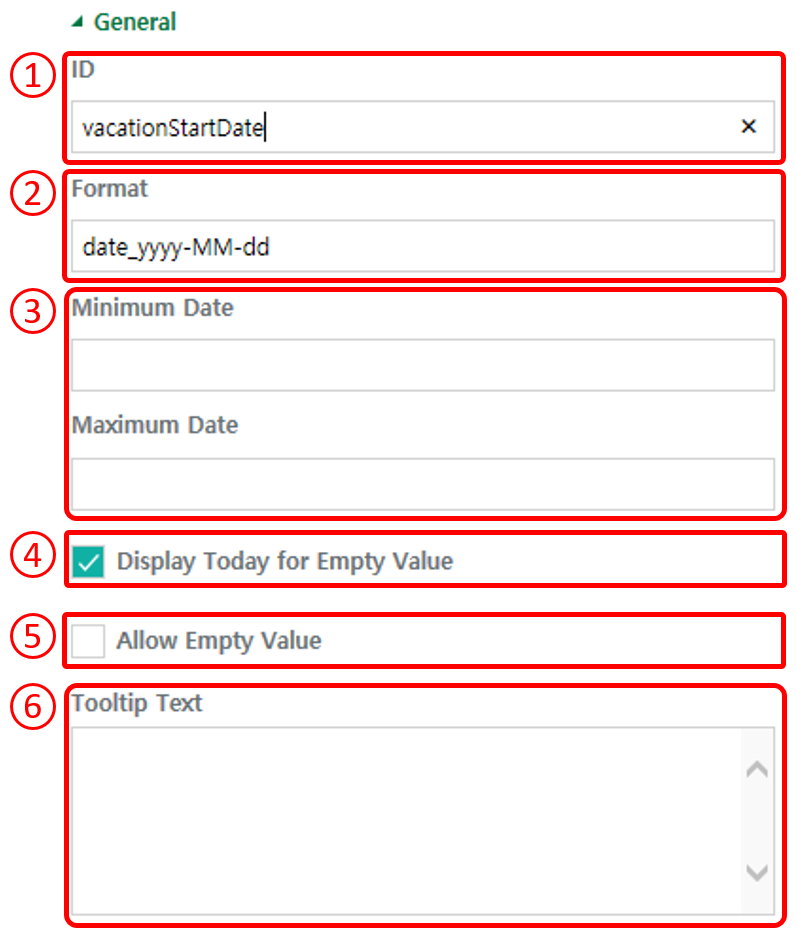 General
① ID
vacationStartDate ×
② Format
date_yyyy-MM-dd
③ Minimum Date
Maximum Date
④ Display Today for Empty Value
⑤ Allow Empty Value
⑥ Tooltip Text